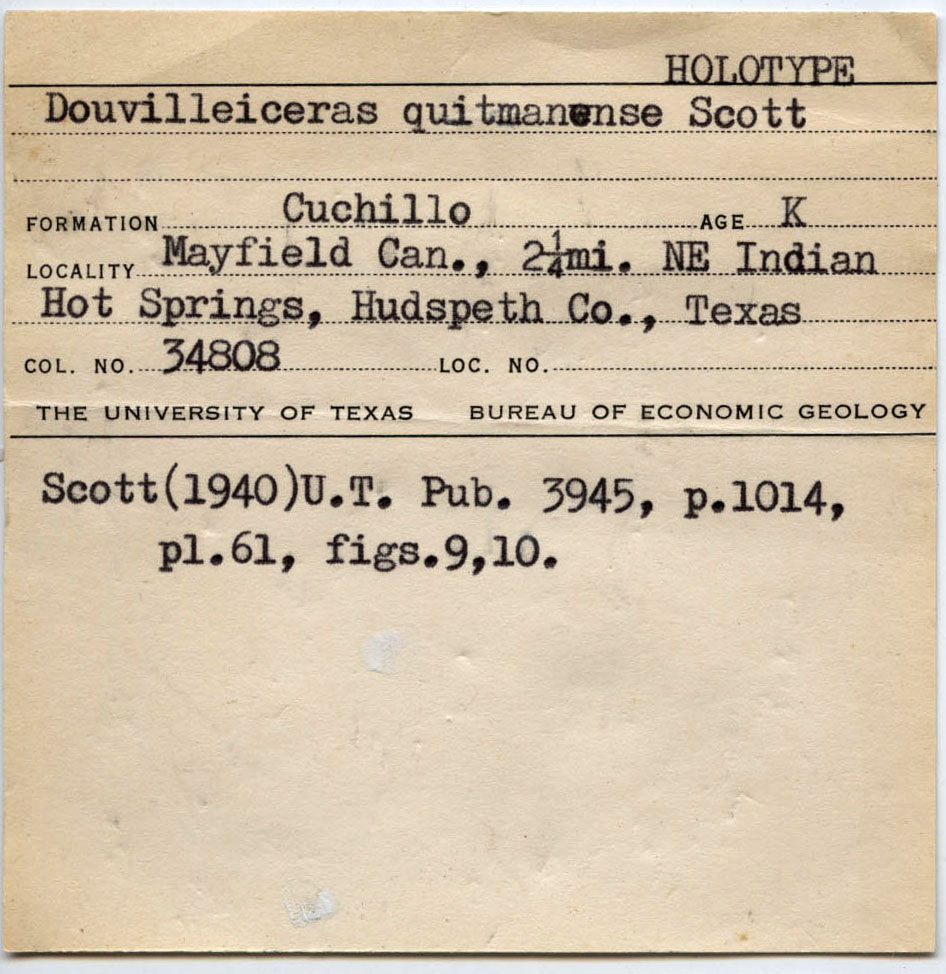 HOLOTYPE
Douvilleiceras quitmanense Scott
FORMATION Cuchillo AGE K
LOCALITY Mayfield Can., 2¼mi. NE Indian
Hot Springs, Hudspeth Co., Texas
COL. NO. 34808 LOC. NO.
THE UNIVERSITY OF TEXAS BUREAU OF ECONOMIC GEOLOGY
Scott(1940)U.T. Pub. 3945, p.1014,
pl.61, figs.9,10.